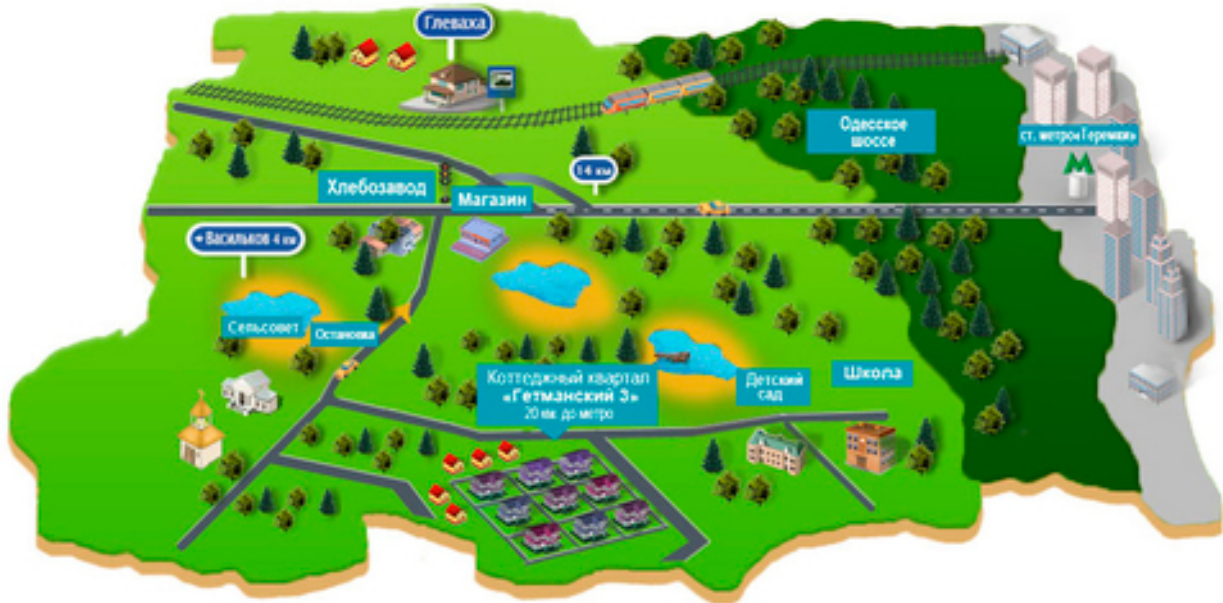 Глеваха
Одесское
шоссе
ст. метро«Теремки»
М
14 км
Хлебозавод
Магазин
Васильков 4 км
Сельсовет
Остановка
Коттеджный квартал
«Гетманский 3»
20 км до метро
Детский
сад
Школа